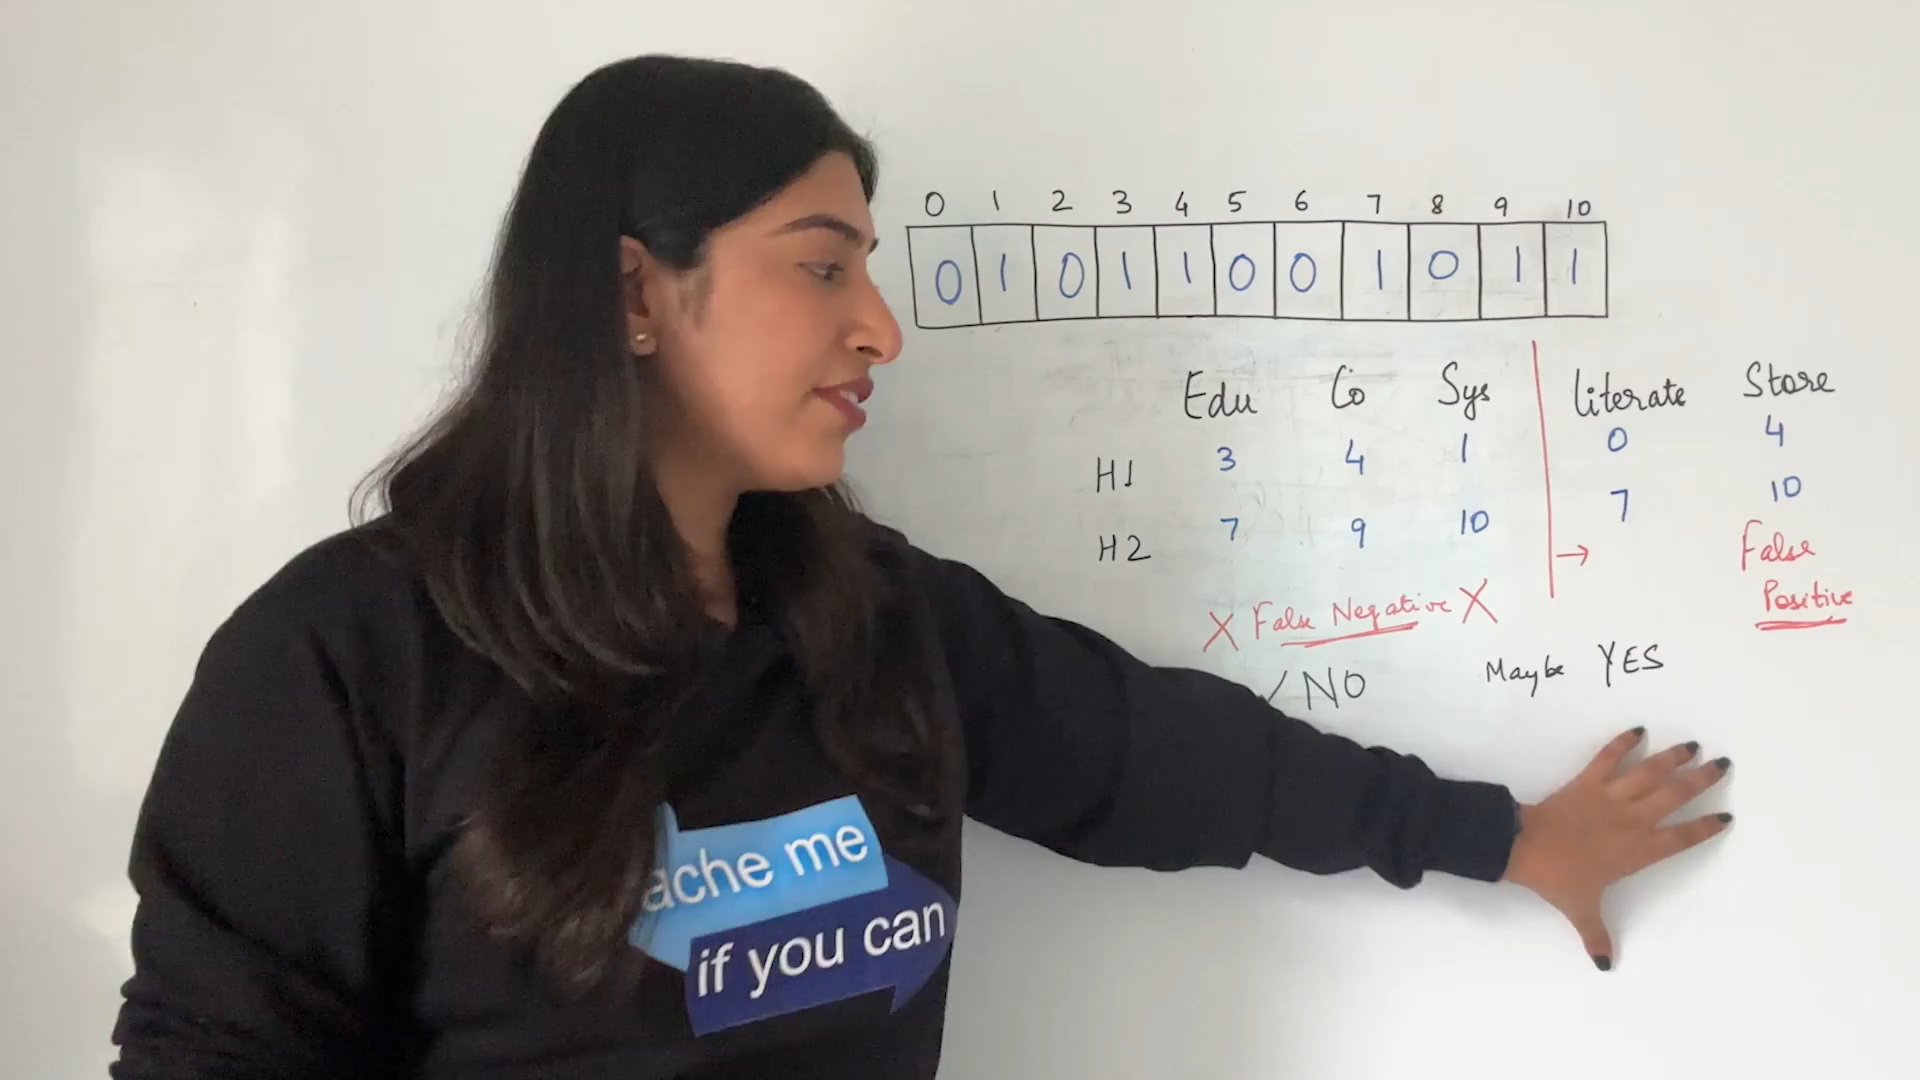 0 1 2 3 4 5 6 7 8 9 10
0 1 0 1 1 0 0 1 0 1 1
Edu Co Sys literate Store
H1 3 4 1 0 4
H2 7 9 10 7 10
→ False
Positive
X False Negative X
✓ NO Maybe YES
ache me
if you can